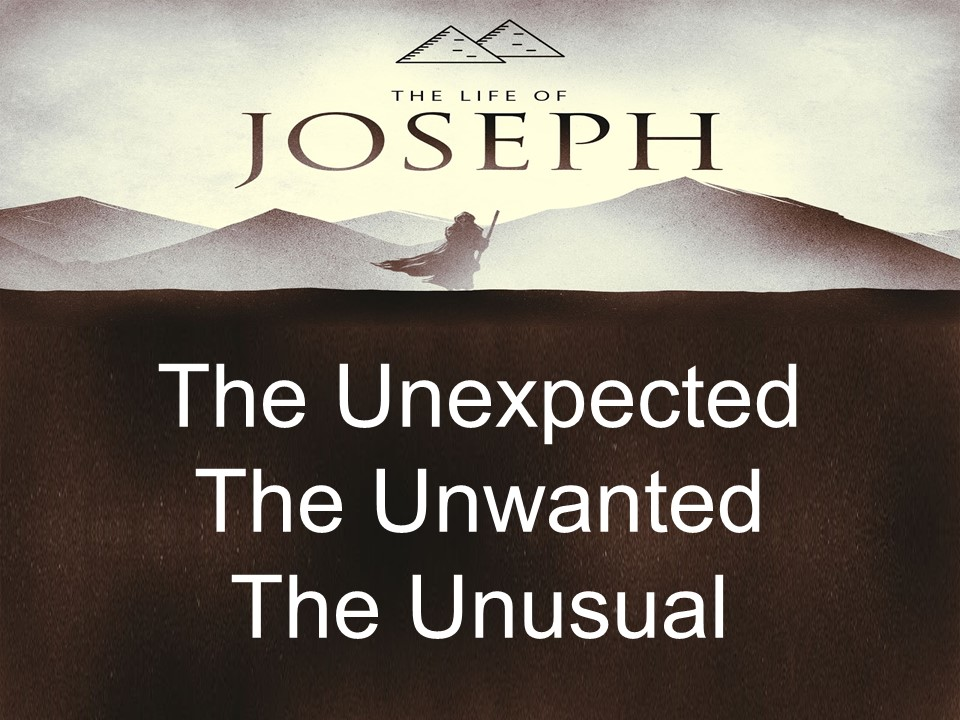 THE LIFE OF
JOSEPH
The Unexpected
The Unwanted
The Unusual